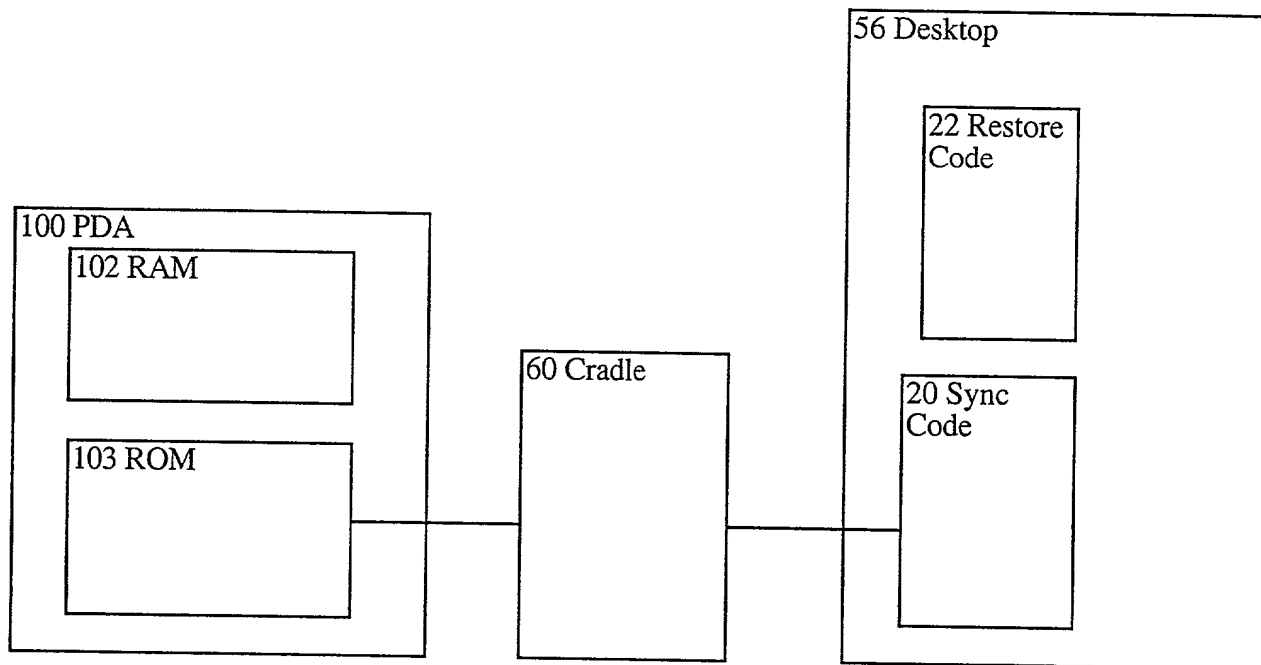 56 Desktop
22 Restore
Code
100 PDA
102 RAM
60 Cradle
20 Sync
Code
103 ROM